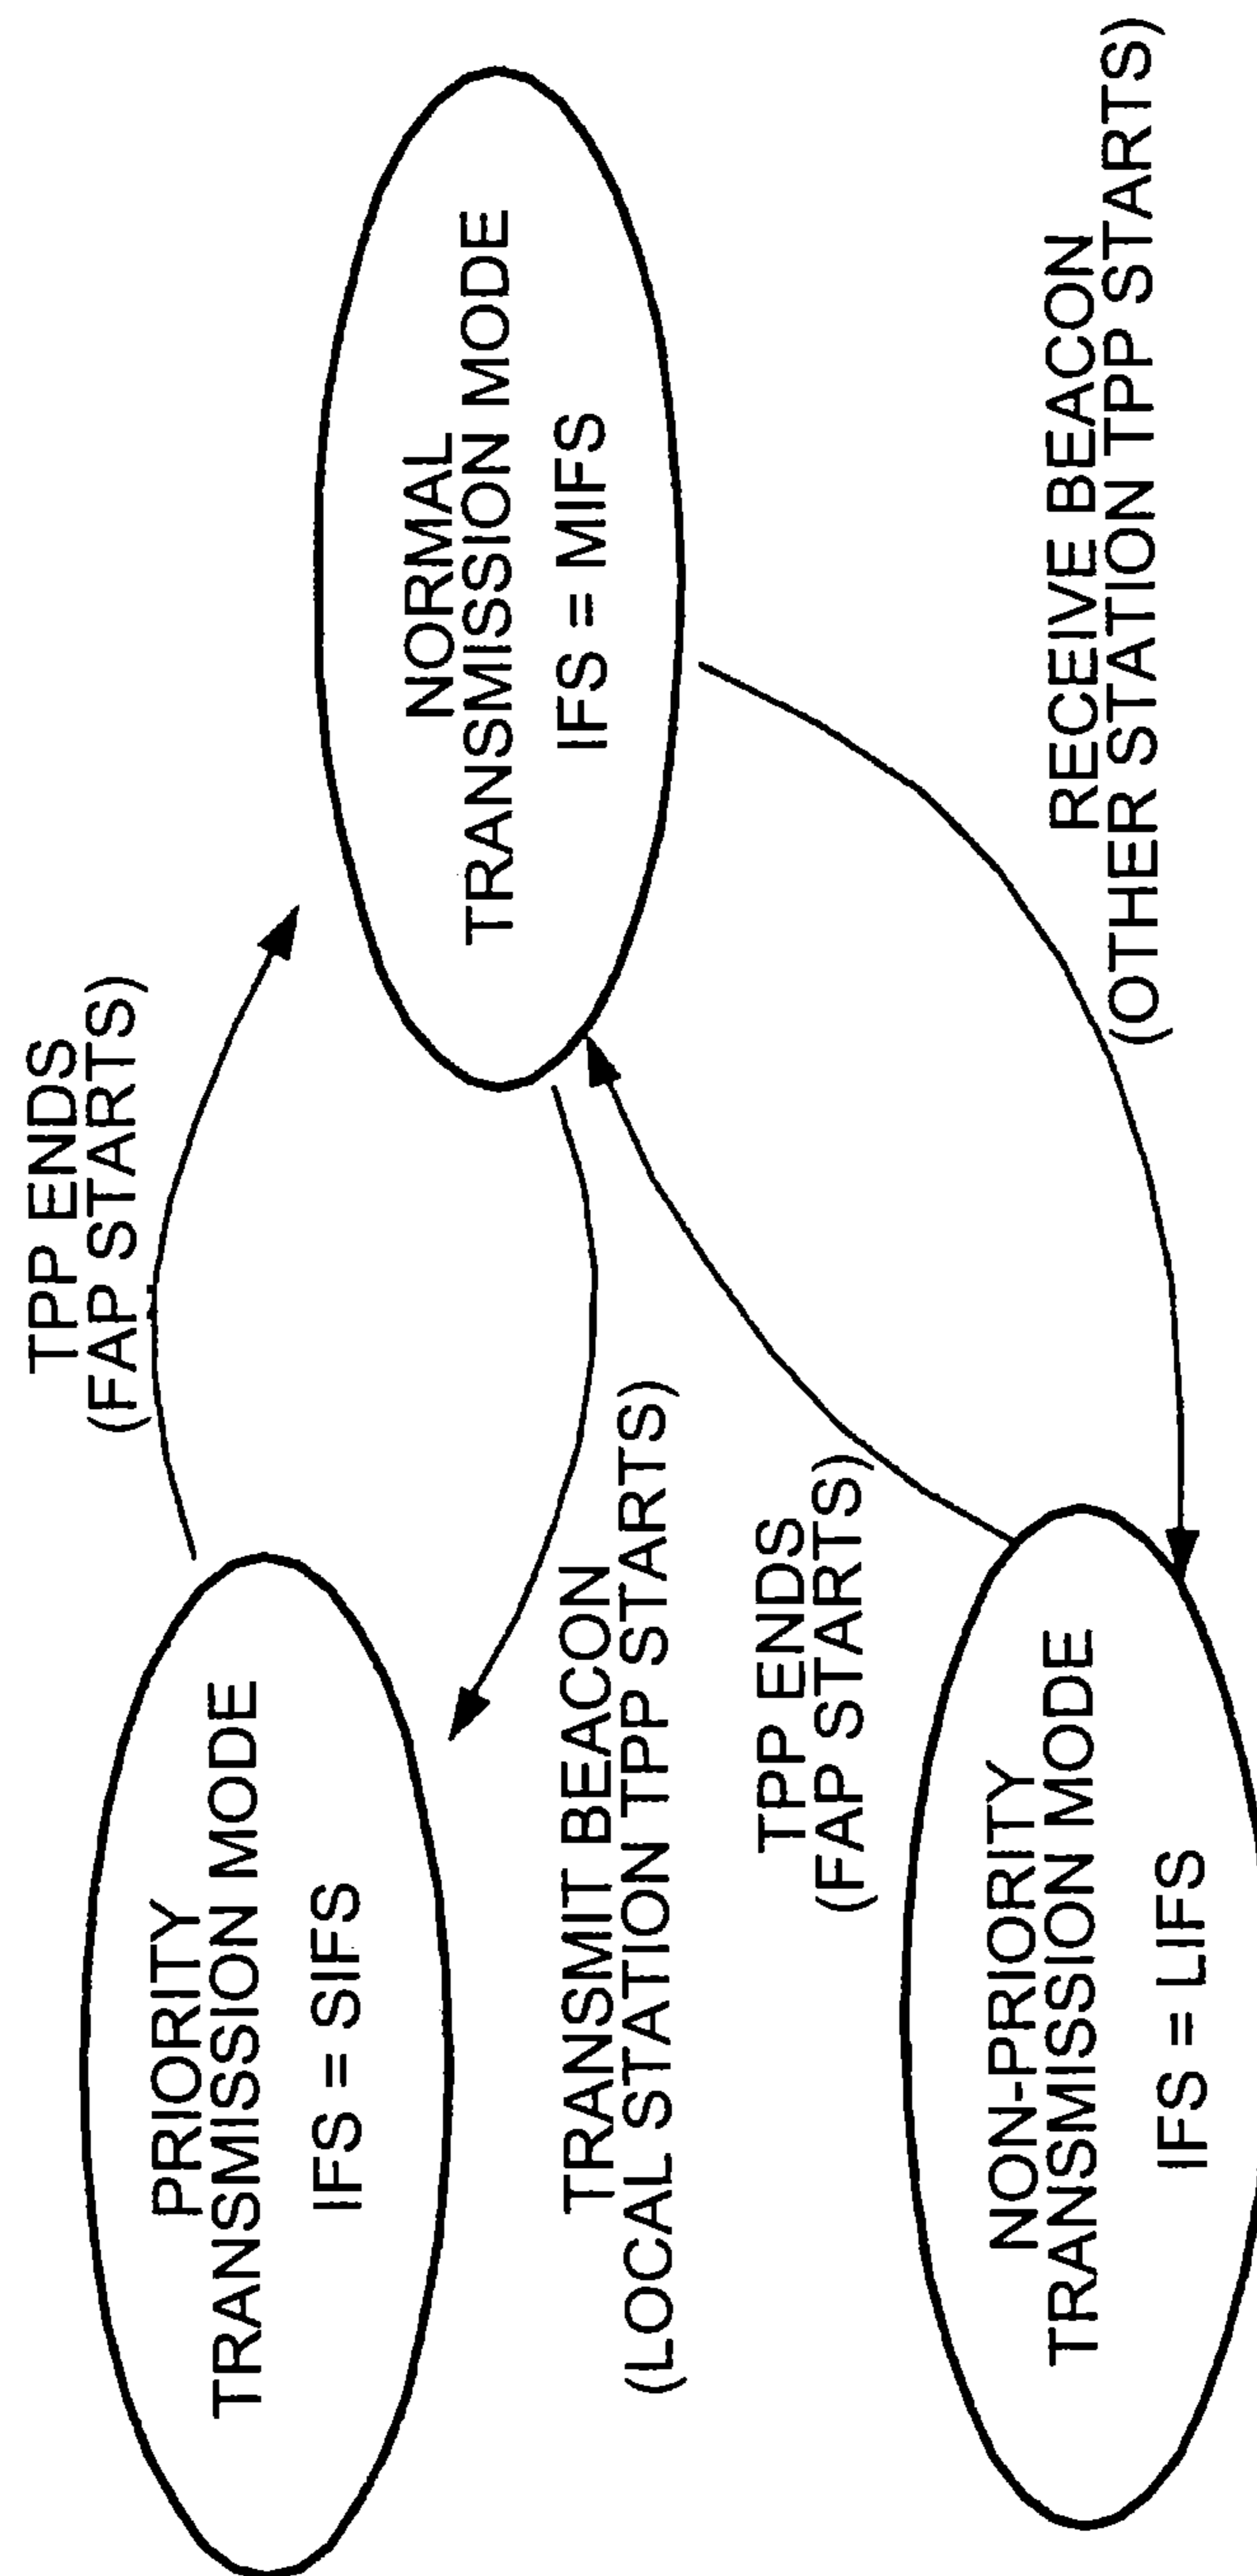 TPP ENDS
(FAP STARTS)
PRIORITY
TRANSMISSION MODE
IFS = SIFS
NORMAL
TRANSMISSION MODE
IFS = MIFS
TRANSMIT BEACON
(LOCAL STATION TPP STARTS)
TPP ENDS
(FAP STARTS)
NON-PRIORITY
TRANSMISSION MODE
IFS = LIFS
RECEIVE BEACON
(OTHER STATION TPP STARTS)